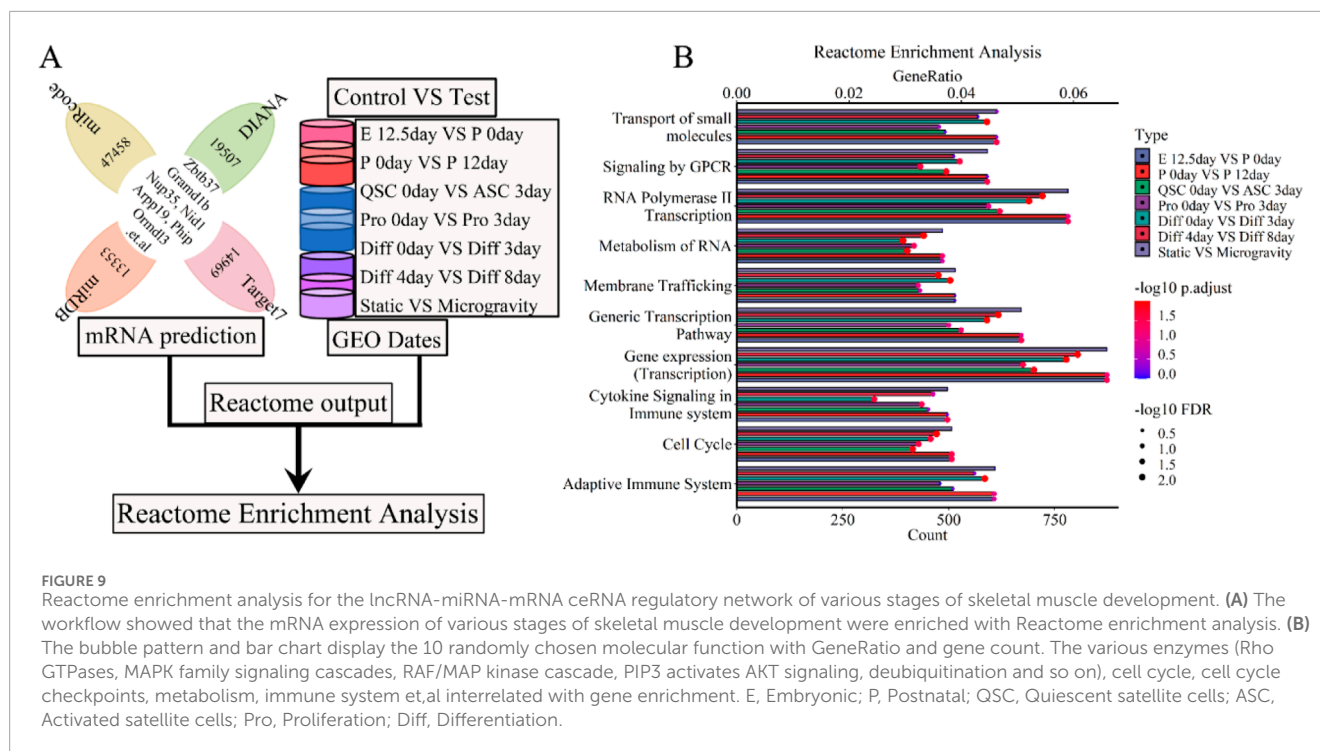 A
miRcode
47458
DIANA
19507
Zbtb37
Gramd1b
Nup35, Nid1
Arpp19, Phip
Ormdl3
.et.al
miRDB
13353
Target7
14969
mRNA prediction
Control VS Test
E 12.5day VS P 0day
P 0day VS P 12day
QSC 0day VS ASC 3day
Pro 0day VS Pro 3day
Diff 0day VS Diff 3day
Diff 4day VS Diff 8day
Static VS Microgravity
GEO Dates
Reactome output
Reactome Enrichment Analysis
B
Reactome Enrichment Analysis
GeneRatio
0.00 0.02 0.04 0.06
Transport of small
molecules
Signaling by GPCR
RNA Polymerase II
Transcription
Metabolism of RNA
Membrane Trafficking
Generic Transcription
Pathway
Gene expression
(Transcription)
Cytokine Signaling in
Immune system
Cell Cycle
Adaptive Immune System
0 250 500 750
Count
Type
E 12.5day VS P 0day
P 0day VS P 12day
QSC 0day VS ASC 3day
Pro 0day VS Pro 3day
Diff 0day VS Diff 3day
Diff 4day VS Diff 8day
Static VS Microgravity
-log10 p.adjust
1.5
1.0
0.5
0.0
-log10 FDR
0.5
1.0
1.5
2.0
FIGURE 9
Reactome enrichment analysis for the lncRNA-miRNA-mRNA ceRNA regulatory network of various stages of skeletal muscle development. (A) The
workflow showed that the mRNA expression of various stages of skeletal muscle development were enriched with Reactome enrichment analysis. (B)
The bubble pattern and bar chart display the 10 randomly chosen molecular function with GeneRatio and gene count. The various enzymes (Rho
GTPases, MAPK family signaling cascades, RAF/MAP kinase cascade, PIP3 activates AKT signaling, deubiquitination and so on), cell cycle, cell cycle
checkpoints, metabolism, immune system et,al interrelated with gene enrichment. E, Embryonic; P, Postnatal; QSC, Quiescent satellite cells; ASC,
Activated satellite cells; Pro, Proliferation; Diff, Differentiation.